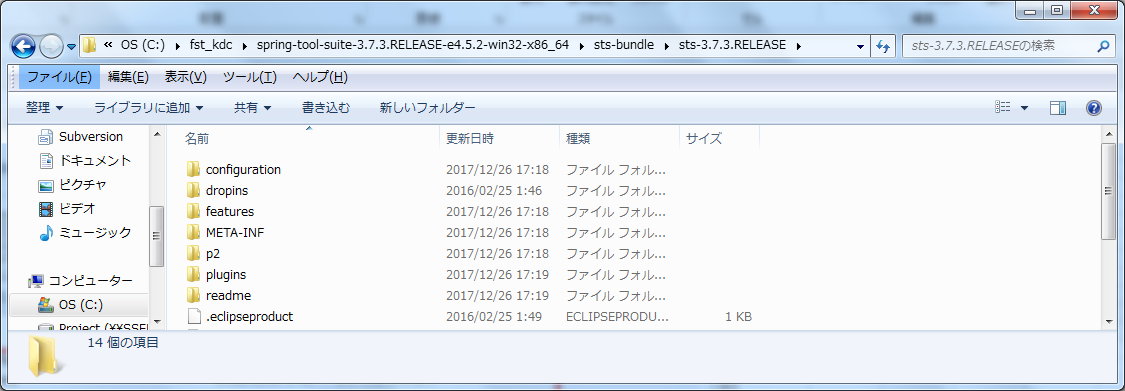 « OS (C:) ▸ fst_kdc ▸ spring-tool-suite-3.7.3.RELEASE-e4.5.2-win32-x86_64 ▸ sts-bundle ▸ sts-3.7.3.RELEASE ▸ sts-3.7.3.RELEASEの検索
ファイル(F) 編集(E) 表示(V) ツール(T) ヘルプ(H)
整理 ライブラリに追加 共有 書き込む 新しいフォルダー
Subversion
ドキュメント
ピクチャ
ビデオ
ミュージック
コンピューター
OS (C:)
Project (¥¥SSE
名前 更新日時 種類 サイズ
configuration 2017/12/26 17:18 ファイル フォル...
dropins 2016/02/25 1:46 ファイル フォル...
features 2017/12/26 17:18 ファイル フォル...
META-INF 2017/12/26 17:18 ファイル フォル...
p2 2017/12/26 17:18 ファイル フォル...
plugins 2017/12/26 17:19 ファイル フォル...
readme 2017/12/26 17:19 ファイル フォル...
.eclipseproduct 2016/02/25 1:49 ECLIPSEPRODU... 1 KB
14 個の項目